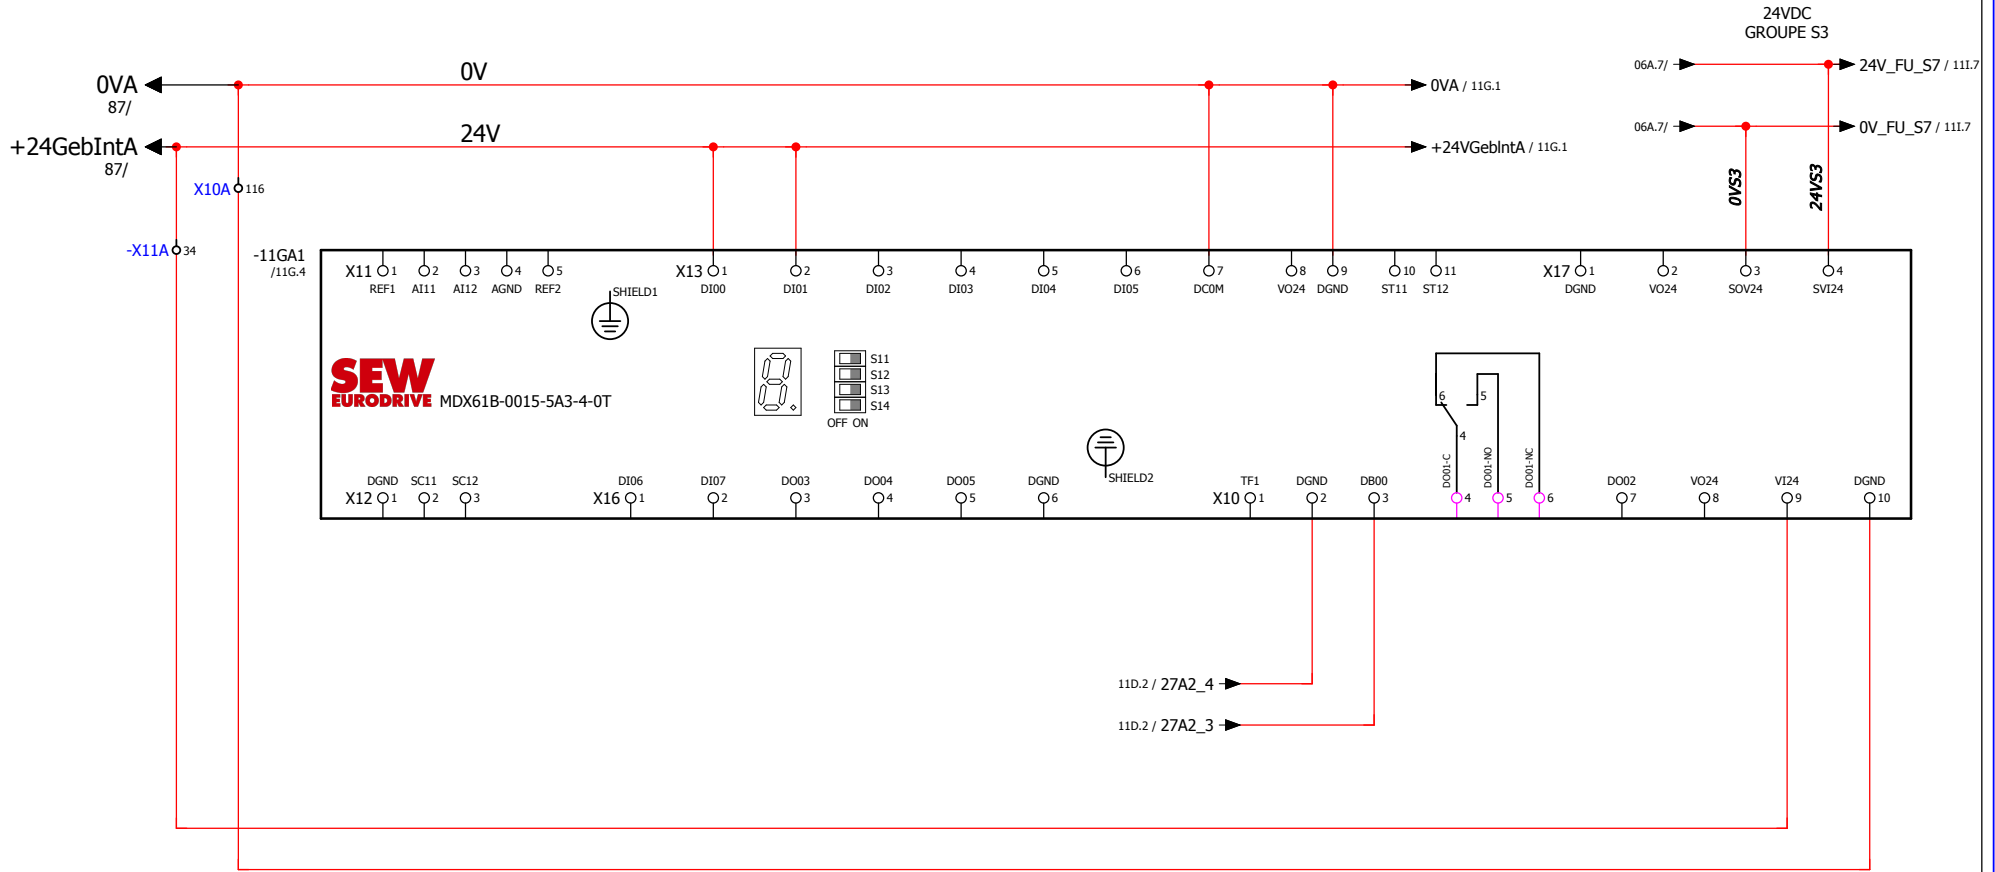 24VDC
GROUPE S3
06A.7/ 24V_FU_S7 / 11I.7
0VA 0V 0VA / 11G.1
87/
06A.7/ 0V_FU_S7 / 11I.7
+24GebIntA 24V +24VGebIntA / 11G.1
87/
X10A 116
0VS3 24VS3
-X11A 34
-11GA1
/11G.4
X11 1 2 3 4 5 X13 1 2 3 4 5 6 7 8 9 10 11 X17 1 2 3 4
REF1 AI11 AI12 AGND REF2 DI00 DI01 DI02 DI03 DI04 DI05 DC0M VO24 DGND ST11 ST12 DGND VO24 SOV24 SVI24
SHIELD1
SEW
EURODRIVE MDX61B-0015-5A3-4-0T
S11
S12
S13
S14
OFF ON
6 5
4
DO01-C DO01-NO DO01-NC
SHIELD2
DGND SC11 SC12 DI06 DI07 DO03 DO04 DO05 DGND TF1 DGND DB00 DO02 VO24 VI24 DGND
X12 1 2 3 X16 1 2 3 4 5 6 X10 1 2 3 4 5 6 7 8 9 10
11D.2 / 27A2_4
11D.2 / 27A2_3